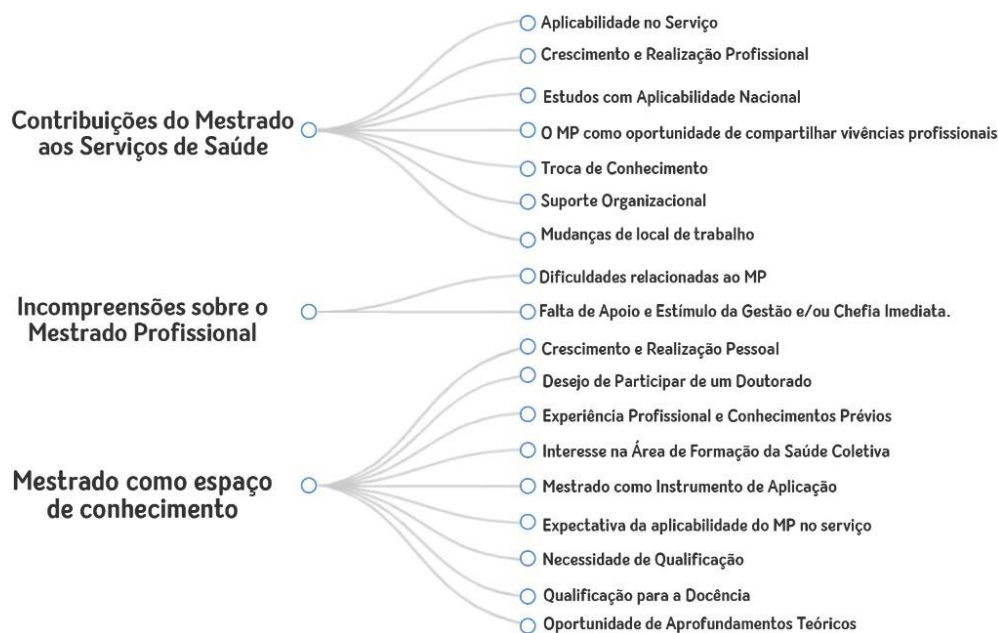 Contribuições do Mestrado
aos Serviços de Saúde
Aplicabilidade no Serviço
Crescimento e Realização Profissional
Estudos com Aplicabilidade Nacional
O MP como oportunidade de compartilhar vivências profissionais
Troca de Conhecimento
Suporte Organizacional
Mudanças de local de trabalho
Incompreensões sobre o
Mestrado Profissional
Dificuldades relacionadas ao MP
Falta de Apoio e Estímulo da Gestão e/ou Chefia Imediata.
Mestrado como espaço
de conhecimento
Crescimento e Realização Pessoal
Desejo de Participar de um Doutorado
Experiência Profissional e Conhecimentos Prévios
Interesse na Área de Formação da Saúde Coletiva
Mestrado como Instrumento de Aplicação
Expectativa da aplicabilidade do MP no serviço
Necessidade de Qualificação
Qualificação para a Docência
Oportunidade de Aprofundamentos Teóricos